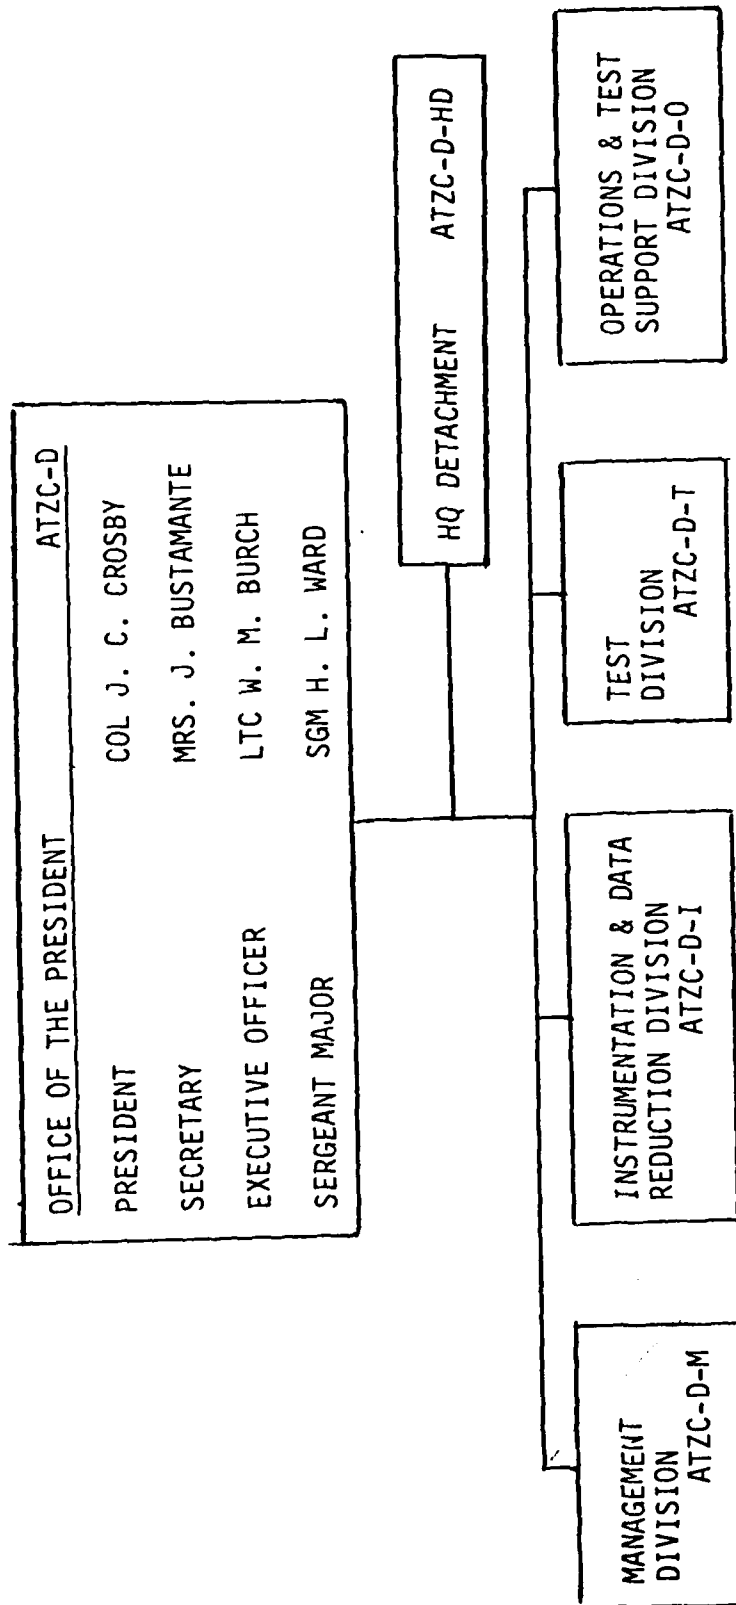 OFFICE OF THE PRESIDENT ATZC-D
PRESIDENT COL J. C. CROSBY
SECRETARY MRS. J. BUSTAMANTE
EXECUTIVE OFFICER LTC W. M. BURCH
SERGEANT MAJOR SGM H. L. WARD
HQ DETACHMENT ATZC-D-HD
MANAGEMENT
DIVISION
ATZC-D-M
INSTRUMENTATION & DATA
REDUCTION DIVISION
ATZC-D-I
TEST
DIVISION
ATZC-D-T
OPERATIONS & TEST
SUPPORT DIVISION
ATZC-D-O